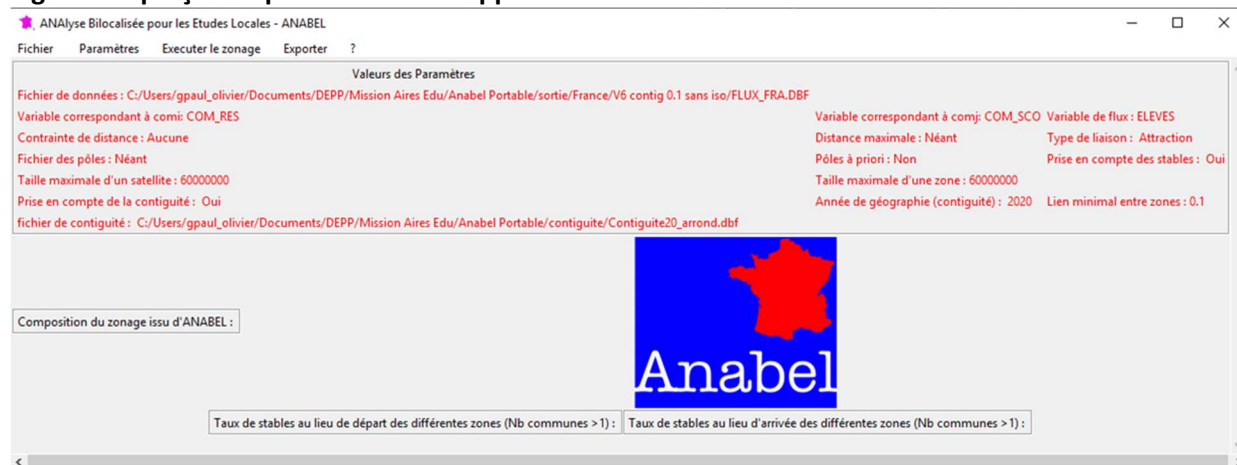 ANAlyse Bilocalisée pour les Etudes Locales - ANABEL
Fichier Paramètres Executer le zonage Exporter ?
Valeurs des Paramètres
Fichier de données : C:/Users/gpaul_olivier/Documents/DEPP/Mission Aires Edu/Anabel Portable/sortie/France/V6 contig 0.1 sans iso/FLUX_FRA.DBF
Variable correspondant à comi: COM_RES Variable correspondant à comj: COM_SCO Variable de flux : ELEVES
Contrainte de distance : Aucune Distance maximale : Néant Type de liaison : Attraction
Fichier des pôles : Néant Pôles à priori : Non Prise en compte des stables : Oui
Taille maximale d'un satellite : 60000000 Taille maximale d'une zone : 60000000
Prise en compte de la contiguité : Oui Année de géographie (contiguité) : 2020 Lien minimal entre zones : 0.1
fichier de contiguité : C:/Users/gpaul_olivier/Documents/DEPP/Mission Aires Edu/Anabel Portable/contiguite/Contiguite20_arrond.dbf
Composition du zonage issu d'ANABEL :
Anabel
Taux de stables au lieu de départ des différentes zones (Nb communes >1) : Taux de stables au lieu d'arrivée des différentes zones (Nb communes >1) :